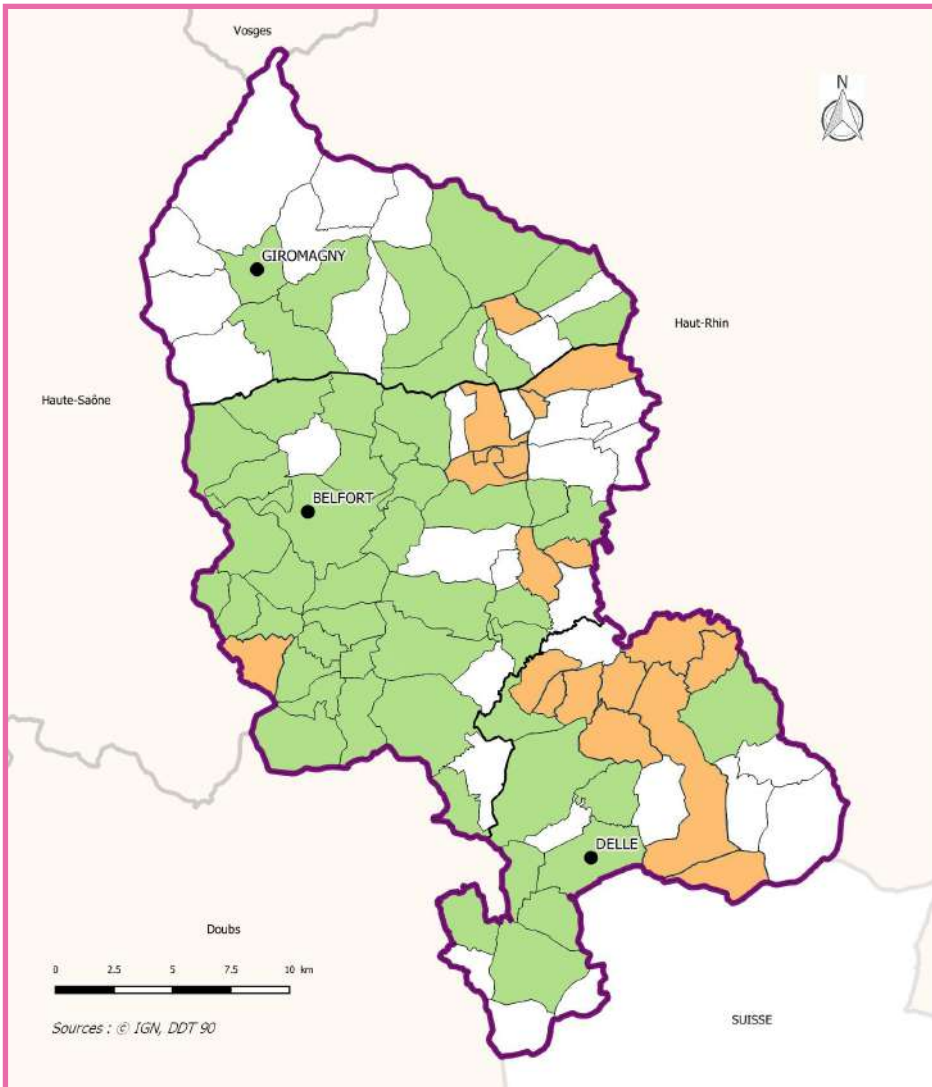 Vosges
N
GIROMAGNY
Haut-Rhin
Haute-Saône
BELFORT
DELLE
Doubs
0 2.5 5 7.5 10 km
Sources : © IGN, DDT 90
SUISSE